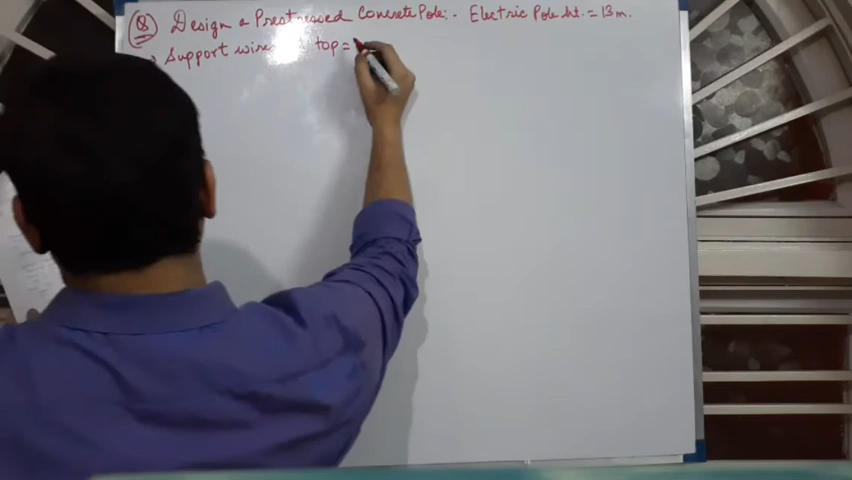 Q Design a Prestressed Concrete Pole:- Electric Pole ht. = 13m.
Support wire top =